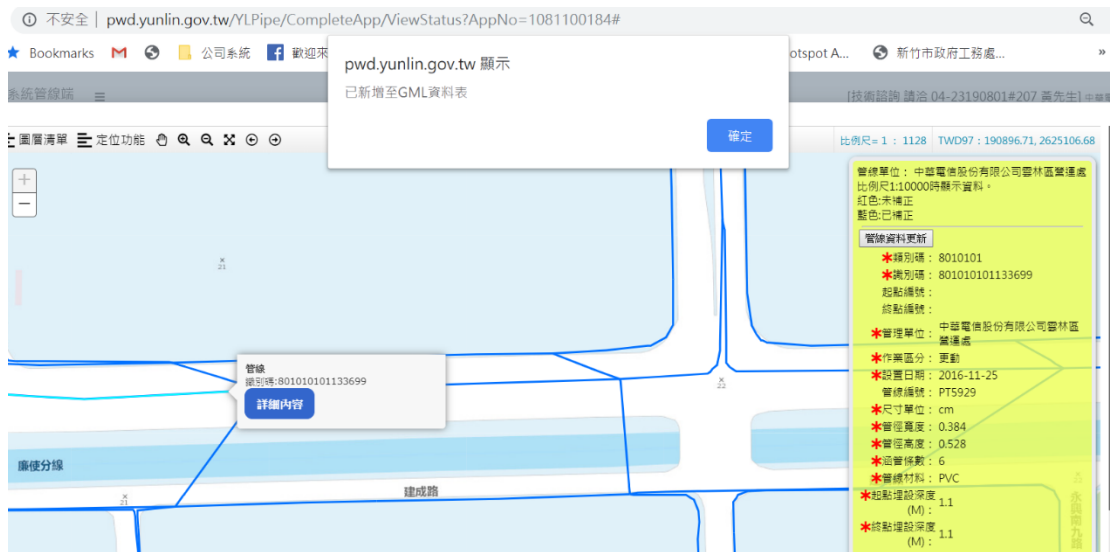 不安全 | pwd.yunlin.gov.tw/YLPipe/CompleteApp/ViewStatus?AppNo=1081100184#
Bookmarks 公司系統 歡迎來 otspot A... 新竹市政府工務處... »
pwd.yunlin.gov.tw 顯示
已新增至GML資料表
確定
系統管線端
[技術諮詢 請洽 04-23190801#207 黃先生]
圖層清單 定位功能
比例尺= 1 : 1128 TWD97 : 190896.71, 2625106.68
+
−
21
管線
識別碼:801010101133699
詳細內容
22
廉使分線
21
建成路
管線單位： 中華電信股份有限公司雲林區營運處
比例尺1:10000時顯示資料。
紅色:未補正
藍色:已補正
管線資料更新
*類別碼： 8010101
*識別碼： 801010101133699
起點編號：
終點編號：
*管理單位： 中華電信股份有限公司雲林區
營運處
*作業區分： 更動
*設置日期： 2016-11-25
管線編號： PT5929
*尺寸單位： cm
*管徑寬度： 0.384
*管徑高度： 0.528
*涵管條數： 6
*管線材料： PVC
*起點埋設深度
(M)： 1.1
*終點埋設深度
(M)： 1.1
永興南九路